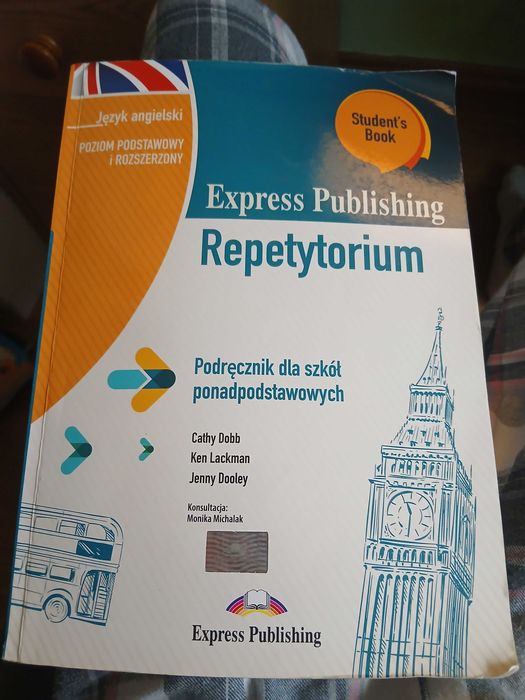 Język angielski
POZIOM PODSTAWOWY
i ROZSZERZONY
Student's
Book
Express Publishing
Repetytorium
Podręcznik dla szkół
ponadpodstawowych
Cathy Dobb
Ken Lackman
Jenny Dooley
Konsultacja:
Monika Michalak
Express Publishing